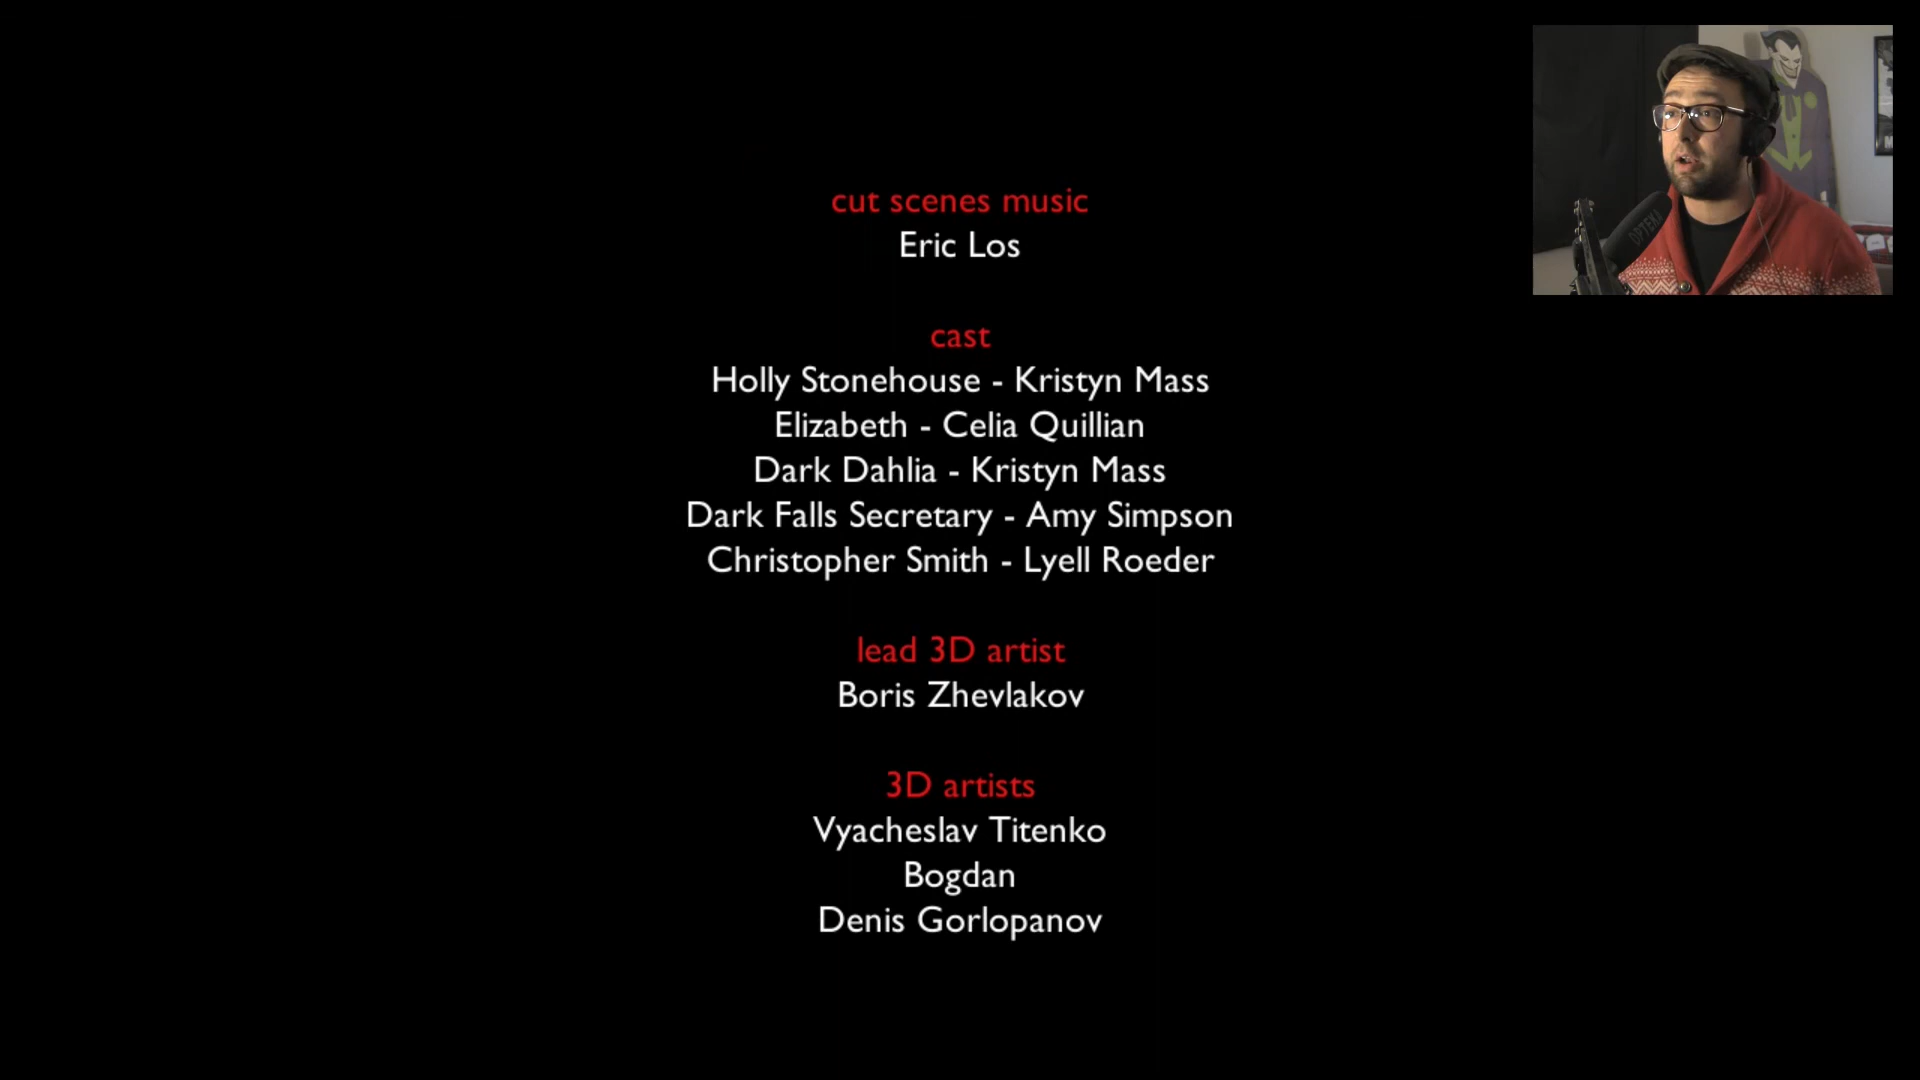 cut scenes music
Eric Los
cast
Holly Stonehouse - Kristyn Mass
Elizabeth - Celia Quillian
Dark Dahlia - Kristyn Mass
Dark Falls Secretary - Amy Simpson
Christopher Smith - Lyell Roeder
lead 3D artist
Boris Zhevlakov
3D artists
Vyacheslav Titenko
Bogdan
Denis Gorlopanov
OPTEKA